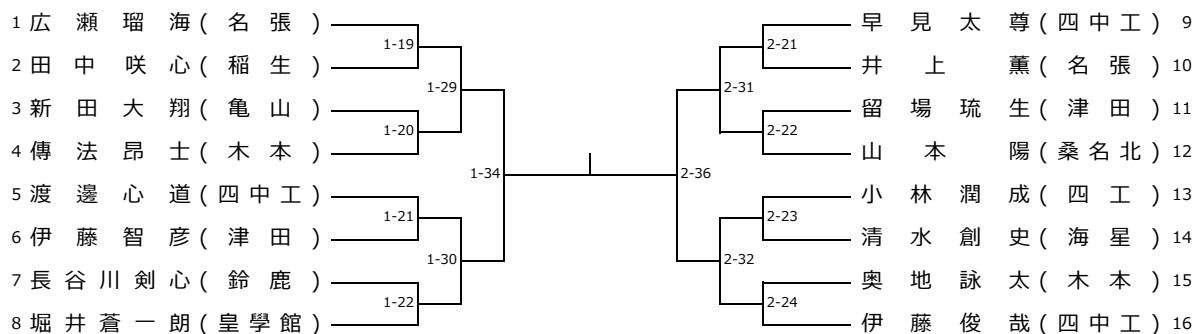 1 広瀬瑠海(名張)
2 田中咲心(稲生)
3 新田大翔(亀山)
4 傳法昂士(木本)
5 渡邊心道(四中工)
6 伊藤智彦(津田)
7 長谷川剣心(鈴鹿)
8 堀井蒼一朗(皇學館)
1-19
1-20
1-21
1-22
1-29
1-30
1-34
2-36
2-31
2-32
2-21
2-22
2-23
2-24
早見太尊(四中工) 9
井上薫(名張) 10
留場琉生(津田) 11
山本陽(桑名北) 12
小林潤成(四工) 13
清水創史(海星) 14
奥地詠太(木本) 15
伊藤俊哉(四中工) 16